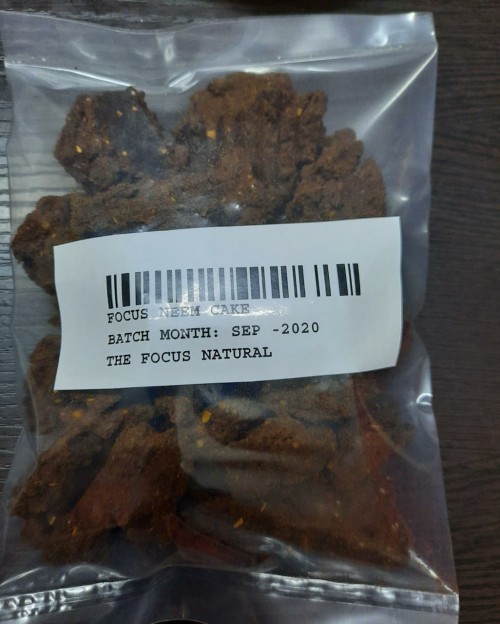 FOCUS NEEM CAKE
BATCH MONTH: SEP -2020
THE FOCUS NATURAL